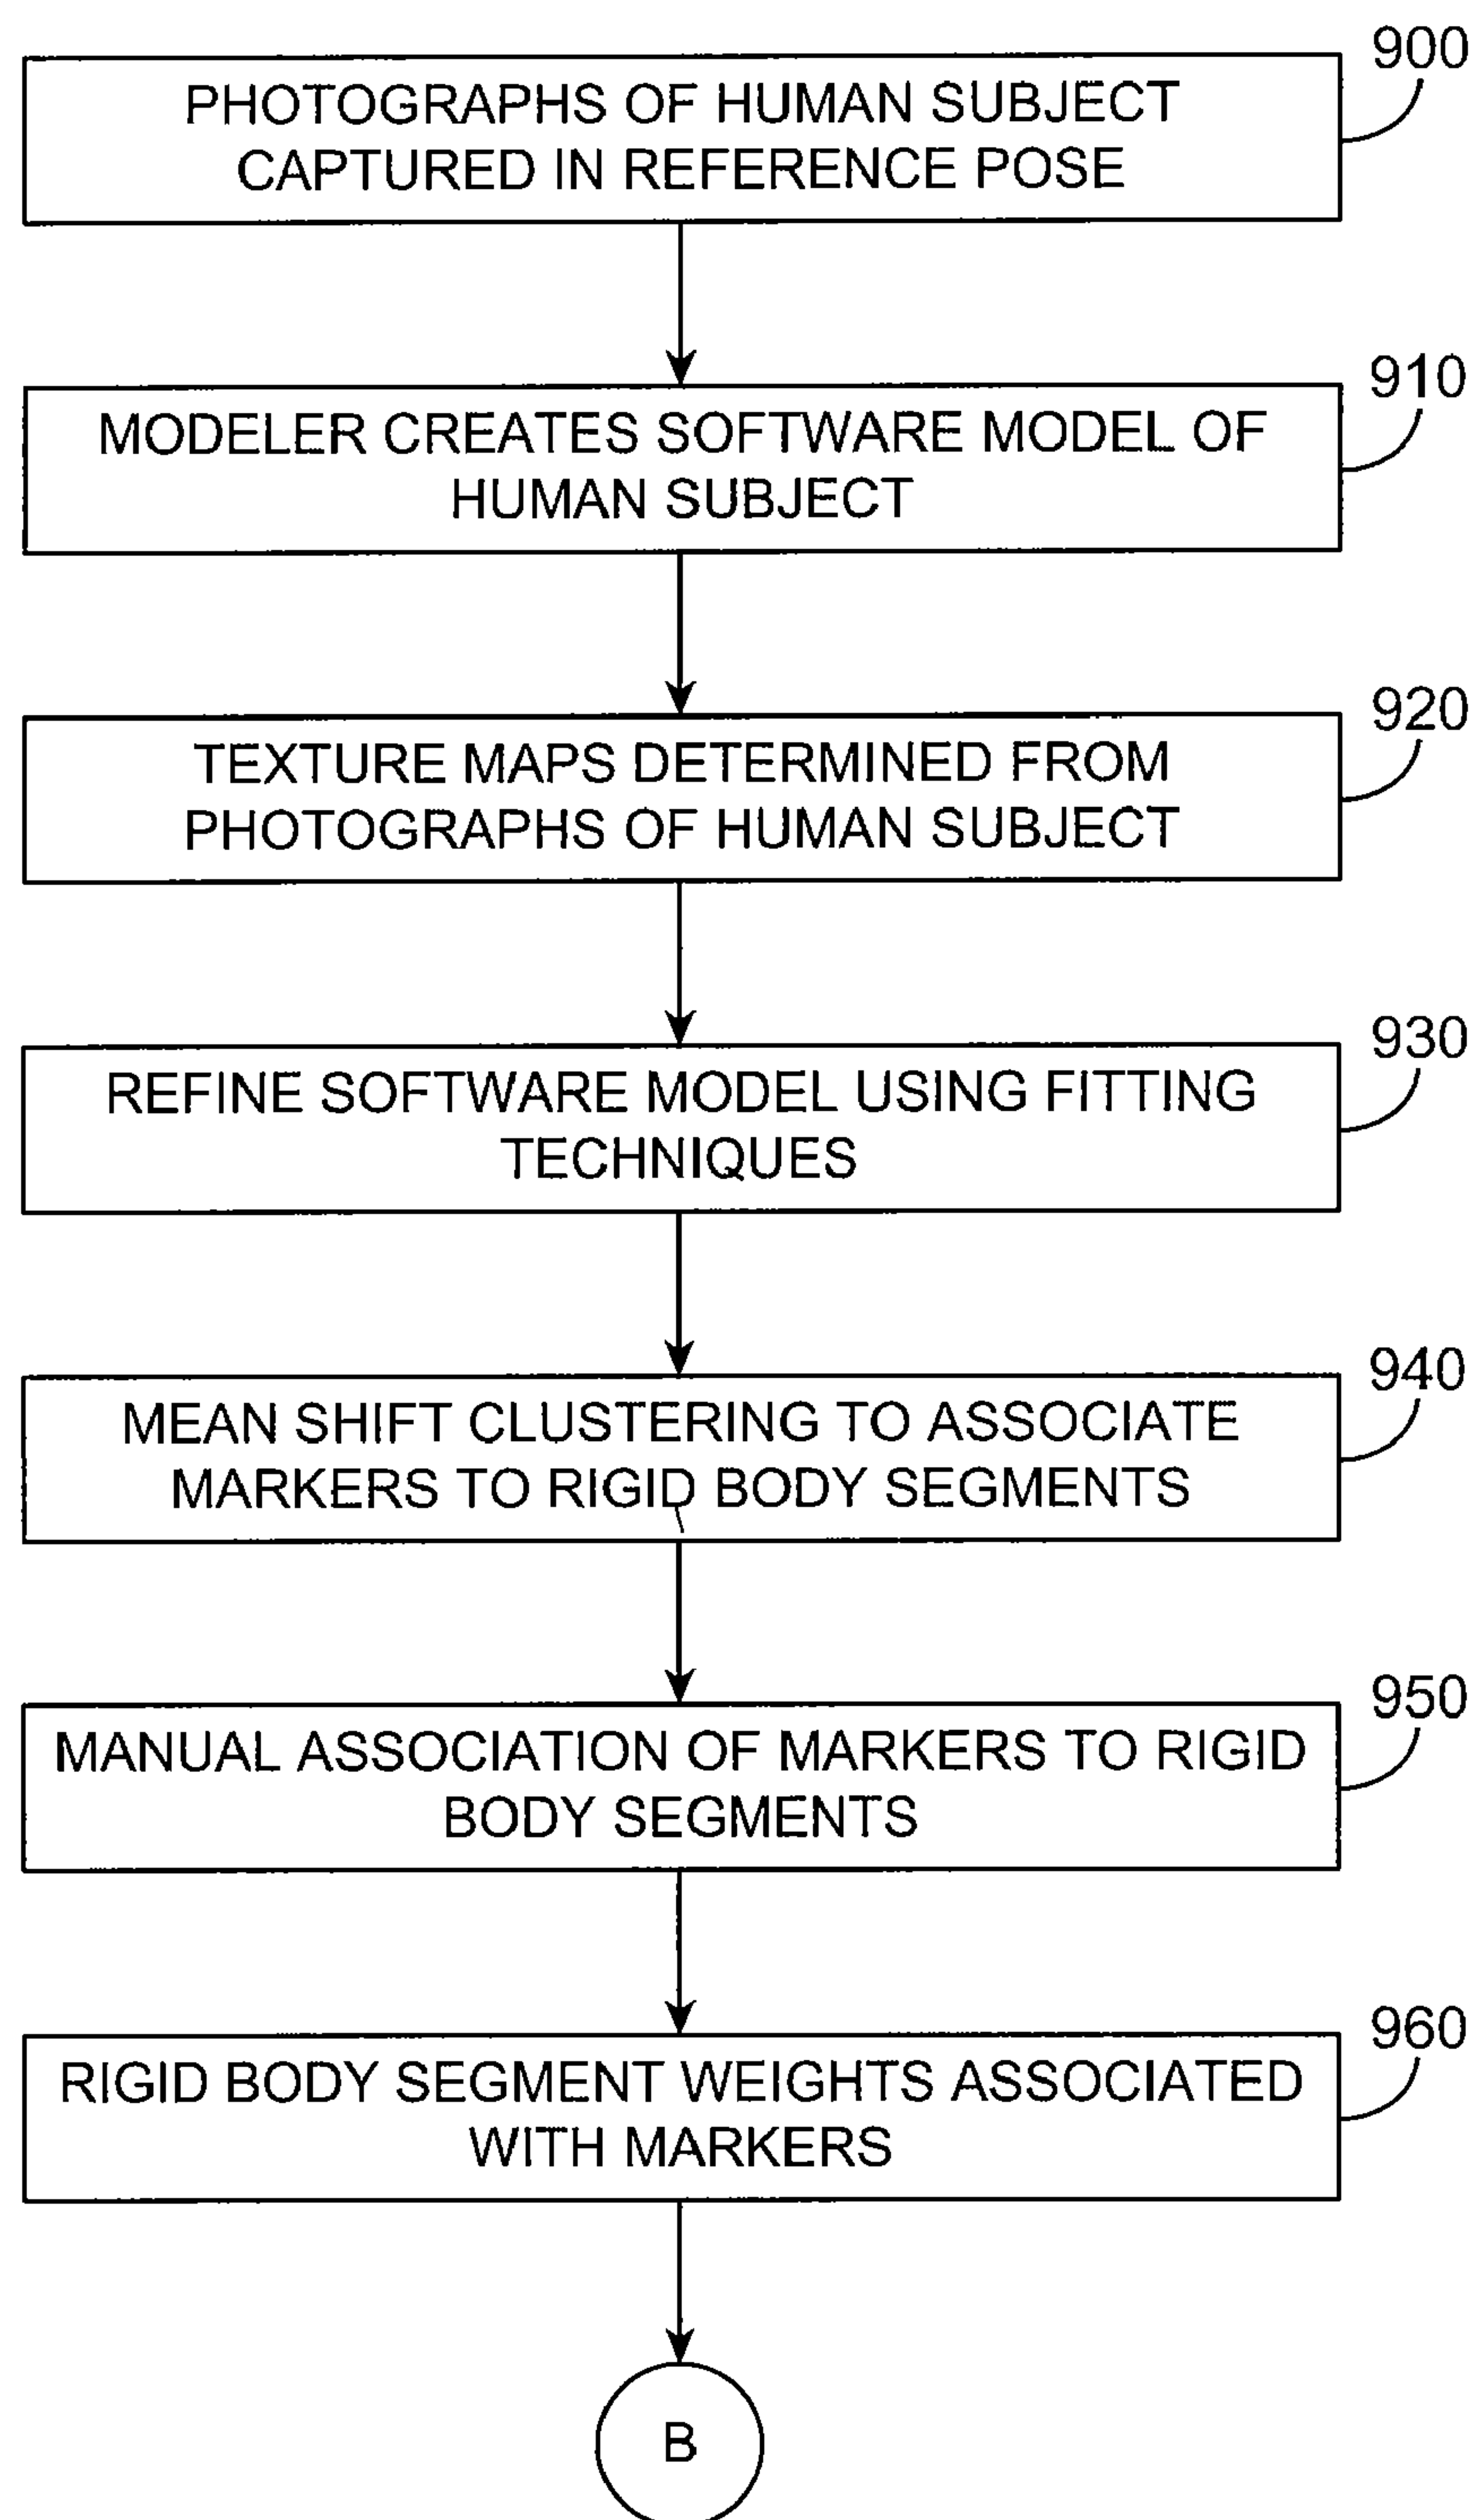 900
PHOTOGRAPHS OF HUMAN SUBJECT
CAPTURED IN REFERENCE POSE
910
MODELER CREATES SOFTWARE MODEL OF
HUMAN SUBJECT
920
TEXTURE MAPS DETERMINED FROM
PHOTOGRAPHS OF HUMAN SUBJECT
930
REFINE SOFTWARE MODEL USING FITTING
TECHNIQUES
940
MEAN SHIFT CLUSTERING TO ASSOCIATE
MARKERS TO RIGID BODY SEGMENTS
950
MANUAL ASSOCIATION OF MARKERS TO RIGID
BODY SEGMENTS
960
RIGID BODY SEGMENT WEIGHTS ASSOCIATED
WITH MARKERS
B